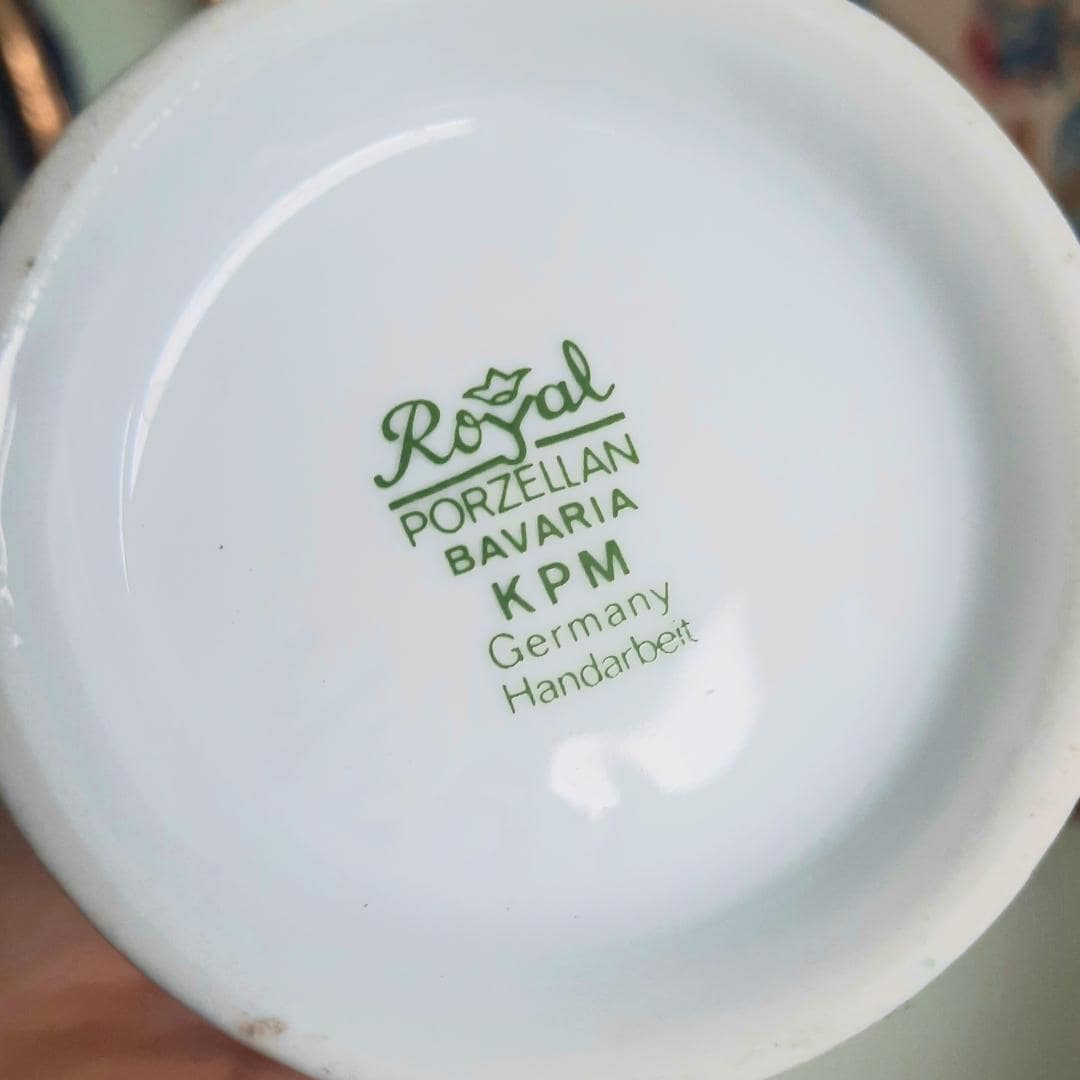 Royal
PORZELLAN
BAVARIA
KPM
Germany
Handarbeit